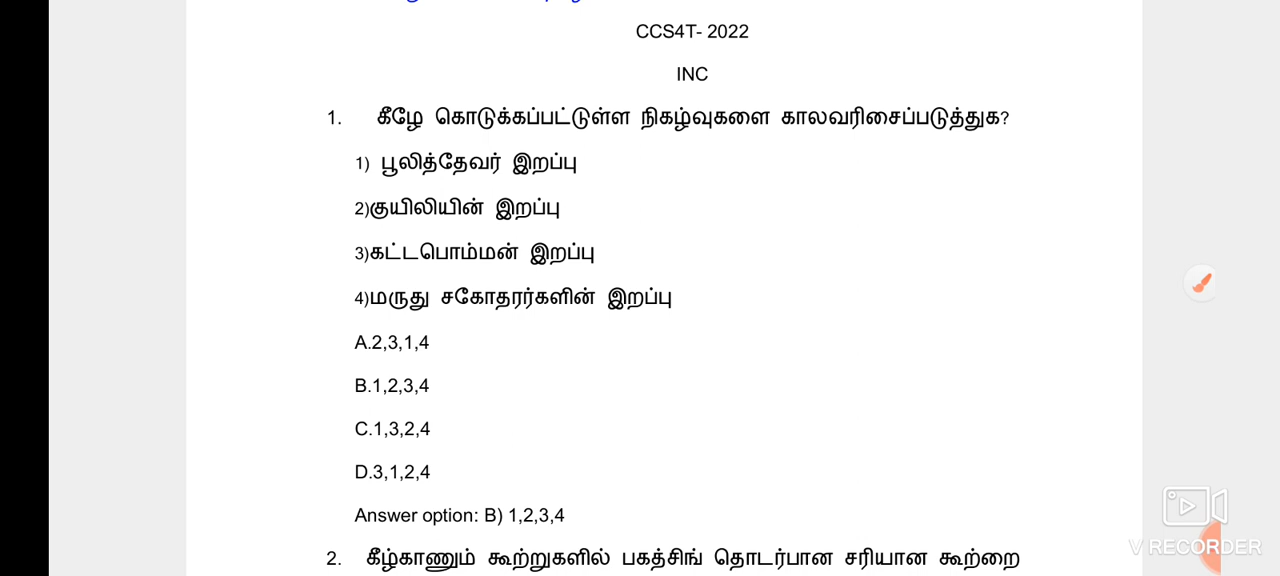 CCS4T- 2022
INC
1. கீழே கொடுக்கப்பட்டுள்ள நிகழ்வுகளை காலவரிசைப்படுத்துக?
1) பூலித்தேவர் இறப்பு
2)குயிலியின் இறப்பு
3)கட்டபொம்மன் இறப்பு
4)மருது சகோதரர்களின் இறப்பு
A.2,3,1,4
B.1,2,3,4
C.1,3,2,4
D.3,1,2,4
Answer option: B) 1,2,3,4
2. கீழ்காணும் கூற்றுகளில் பகத்சிங் தொடர்பான சரியான கூற்றை
V RECORDER